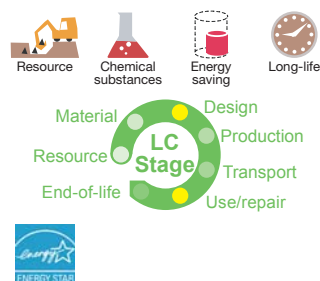 Resource
Chemical
substances
Energy
saving
Long-life
Material
Design
Production
Resource
LC
Stage
Transport
End-of-life
Use/repair
energy
ENERGY STAR